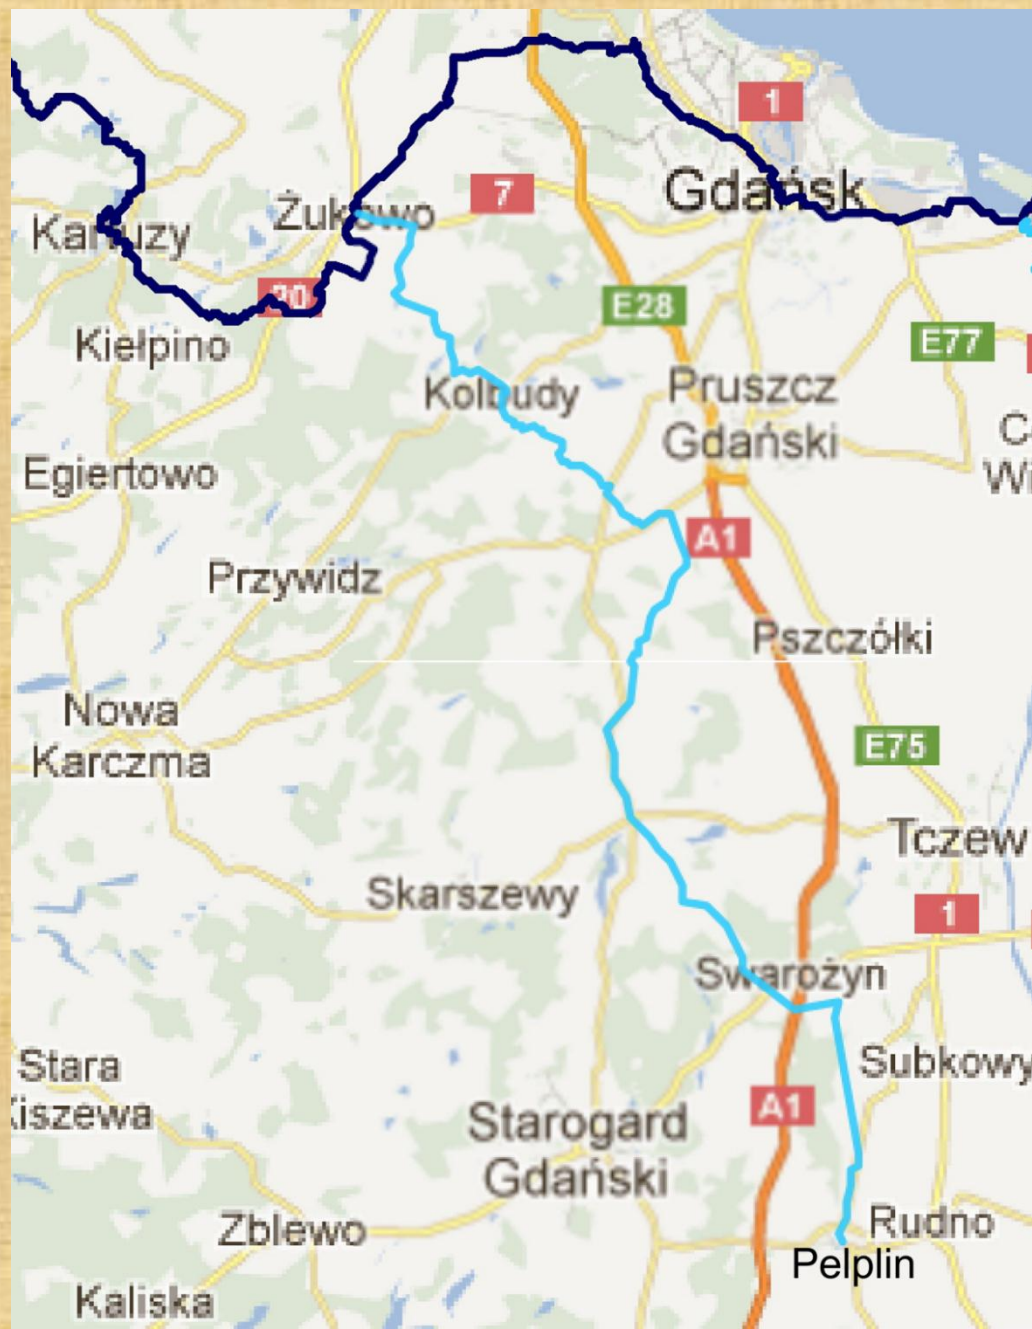 1
Gdańsk
7
Żukowo
Kartuzy
20
E28
E77
Kiełpino
Kolbudy
Pruszcz
Gdański
Egiertowo
A1
Przywidz
Pszczółki
Nowa
Karczma
E75
Tczew
Skarszewy
1
Swarożyn
Stara
Kiszewa
Subkowy
A1
Starogard
Gdański
Zblewo
Rudno
Pelplin
Kaliska